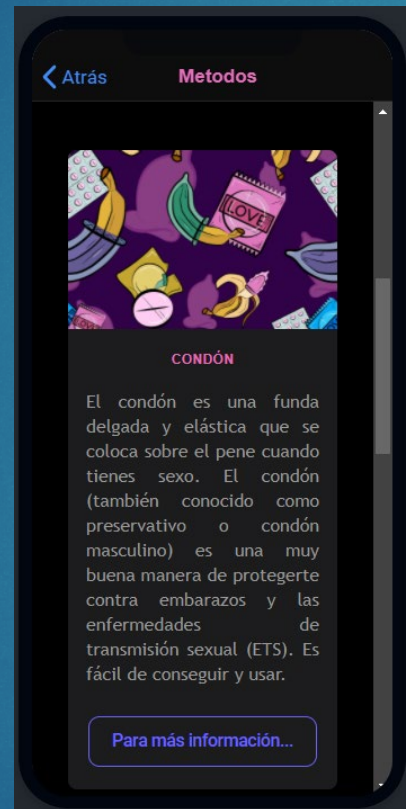 Atrás
Metodos
LOVE
CONDÓN
El condón es una funda
delgada y elástica que se
coloca sobre el pene cuando
tienes sexo. El condón
(también conocido como
preservativo o condón
masculino) es una muy
buena manera de protegerte
contra embarazos y las
enfermedades de
transmisión sexual (ETS). Es
fácil de conseguir y usar.
Para más información...